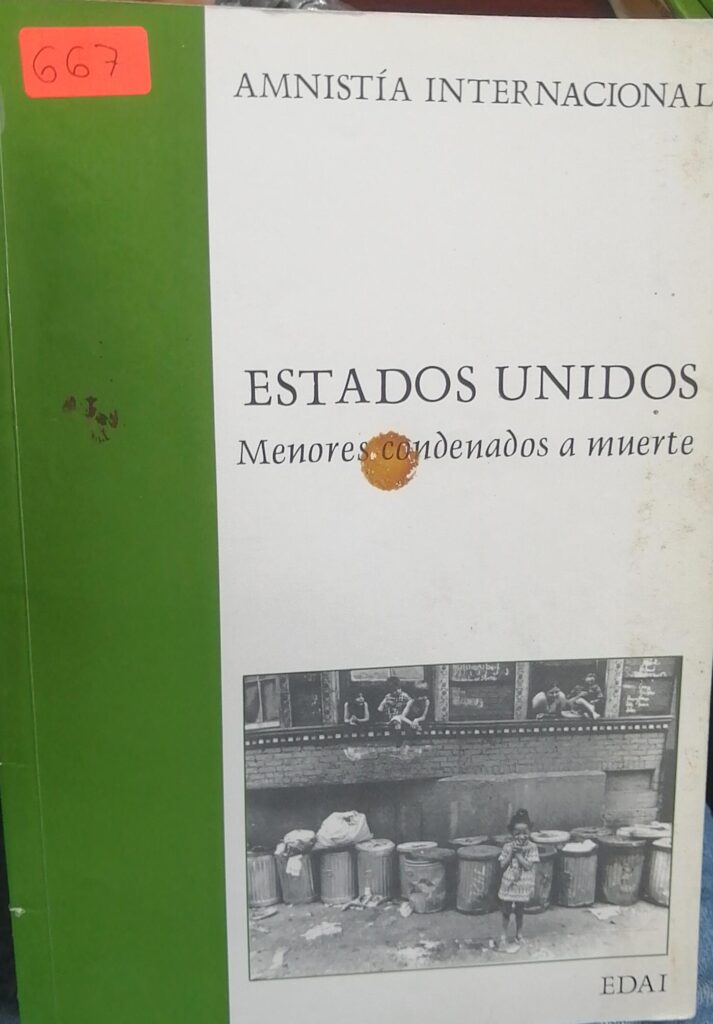 667
AMNISTÍA INTERNACIONAL
ESTADOS UNIDOS
Menores condenados a muerte
EDAI